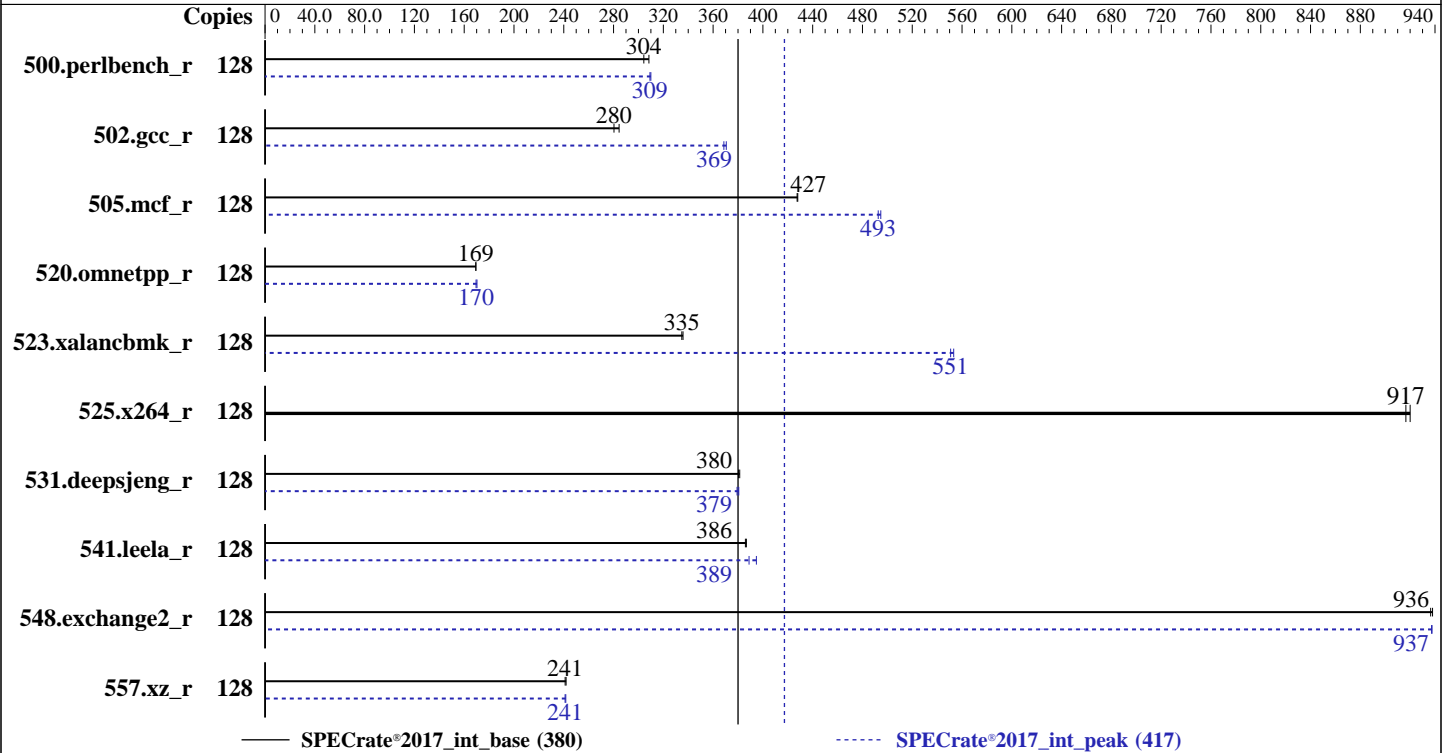 Copies 0 40.0 80.0 120 160 200 240 280 320 360 400 440 480 520 560 600 640 680 720 760 800 840 880 940
304
500.perlbench_r 128
309
280
502.gcc_r 128
369
427
505.mcf_r 128
493
169
520.omnetpp_r 128
170
335
523.xalancbmk_r 128
551
917
525.x264_r 128
380
531.deepsjeng_r 128
379
386
541.leela_r 128
389
936
548.exchange2_r 128
937
241
557.xz_r 128
241
SPECrate®2017_int_base (380) SPECrate®2017_int_peak (417)